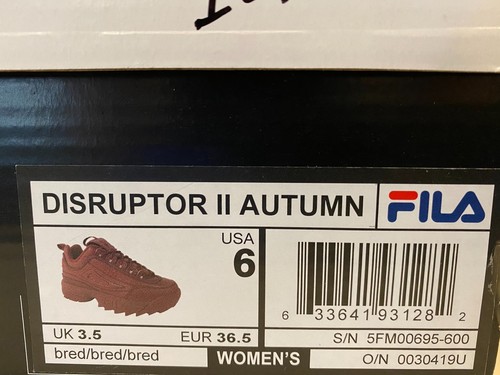 DISRUPTOR II AUTUMN
FILA
USA
6
6 33641 93128 2
UK 3.5 EUR 36.5
S/N 5FM00695-600
bred/bred/bred
WOMEN'S
O/N 0030419U